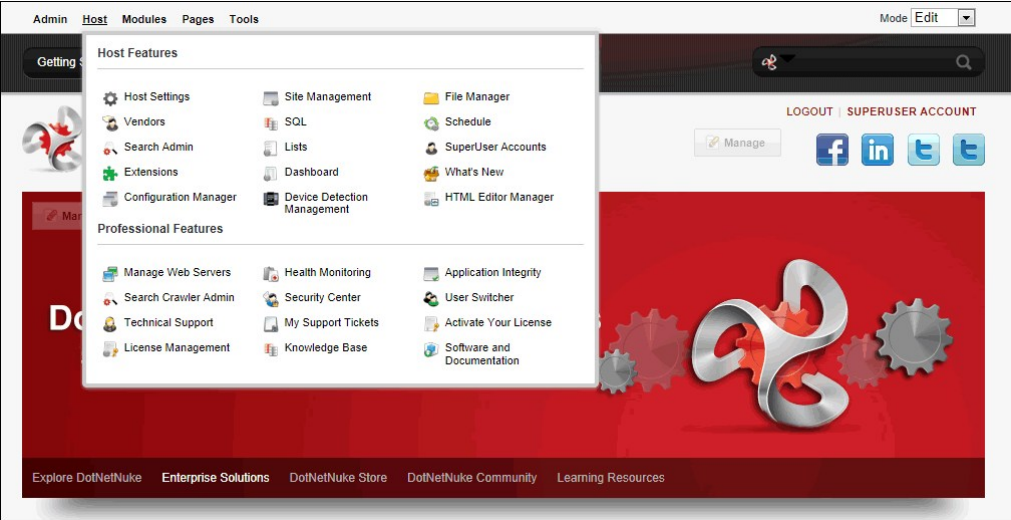 Admin Host Modules Pages Tools Mode Edit
Getting
Host Features
Host Settings Site Management File Manager
Vendors SQL Schedule
Search Admin Lists SuperUser Accounts
Extensions Dashboard What's New
Configuration Manager Device Detection Management HTML Editor Manager
Professional Features
Manage Web Servers Health Monitoring Application Integrity
Search Crawler Admin Security Center User Switcher
Technical Support My Support Tickets Activate Your License
License Management Knowledge Base Software and Documentation
LOGOUT | SUPERUSER ACCOUNT
Manage
Explore DotNetNuke Enterprise Solutions DotNetNuke Store DotNetNuke Community Learning Resources